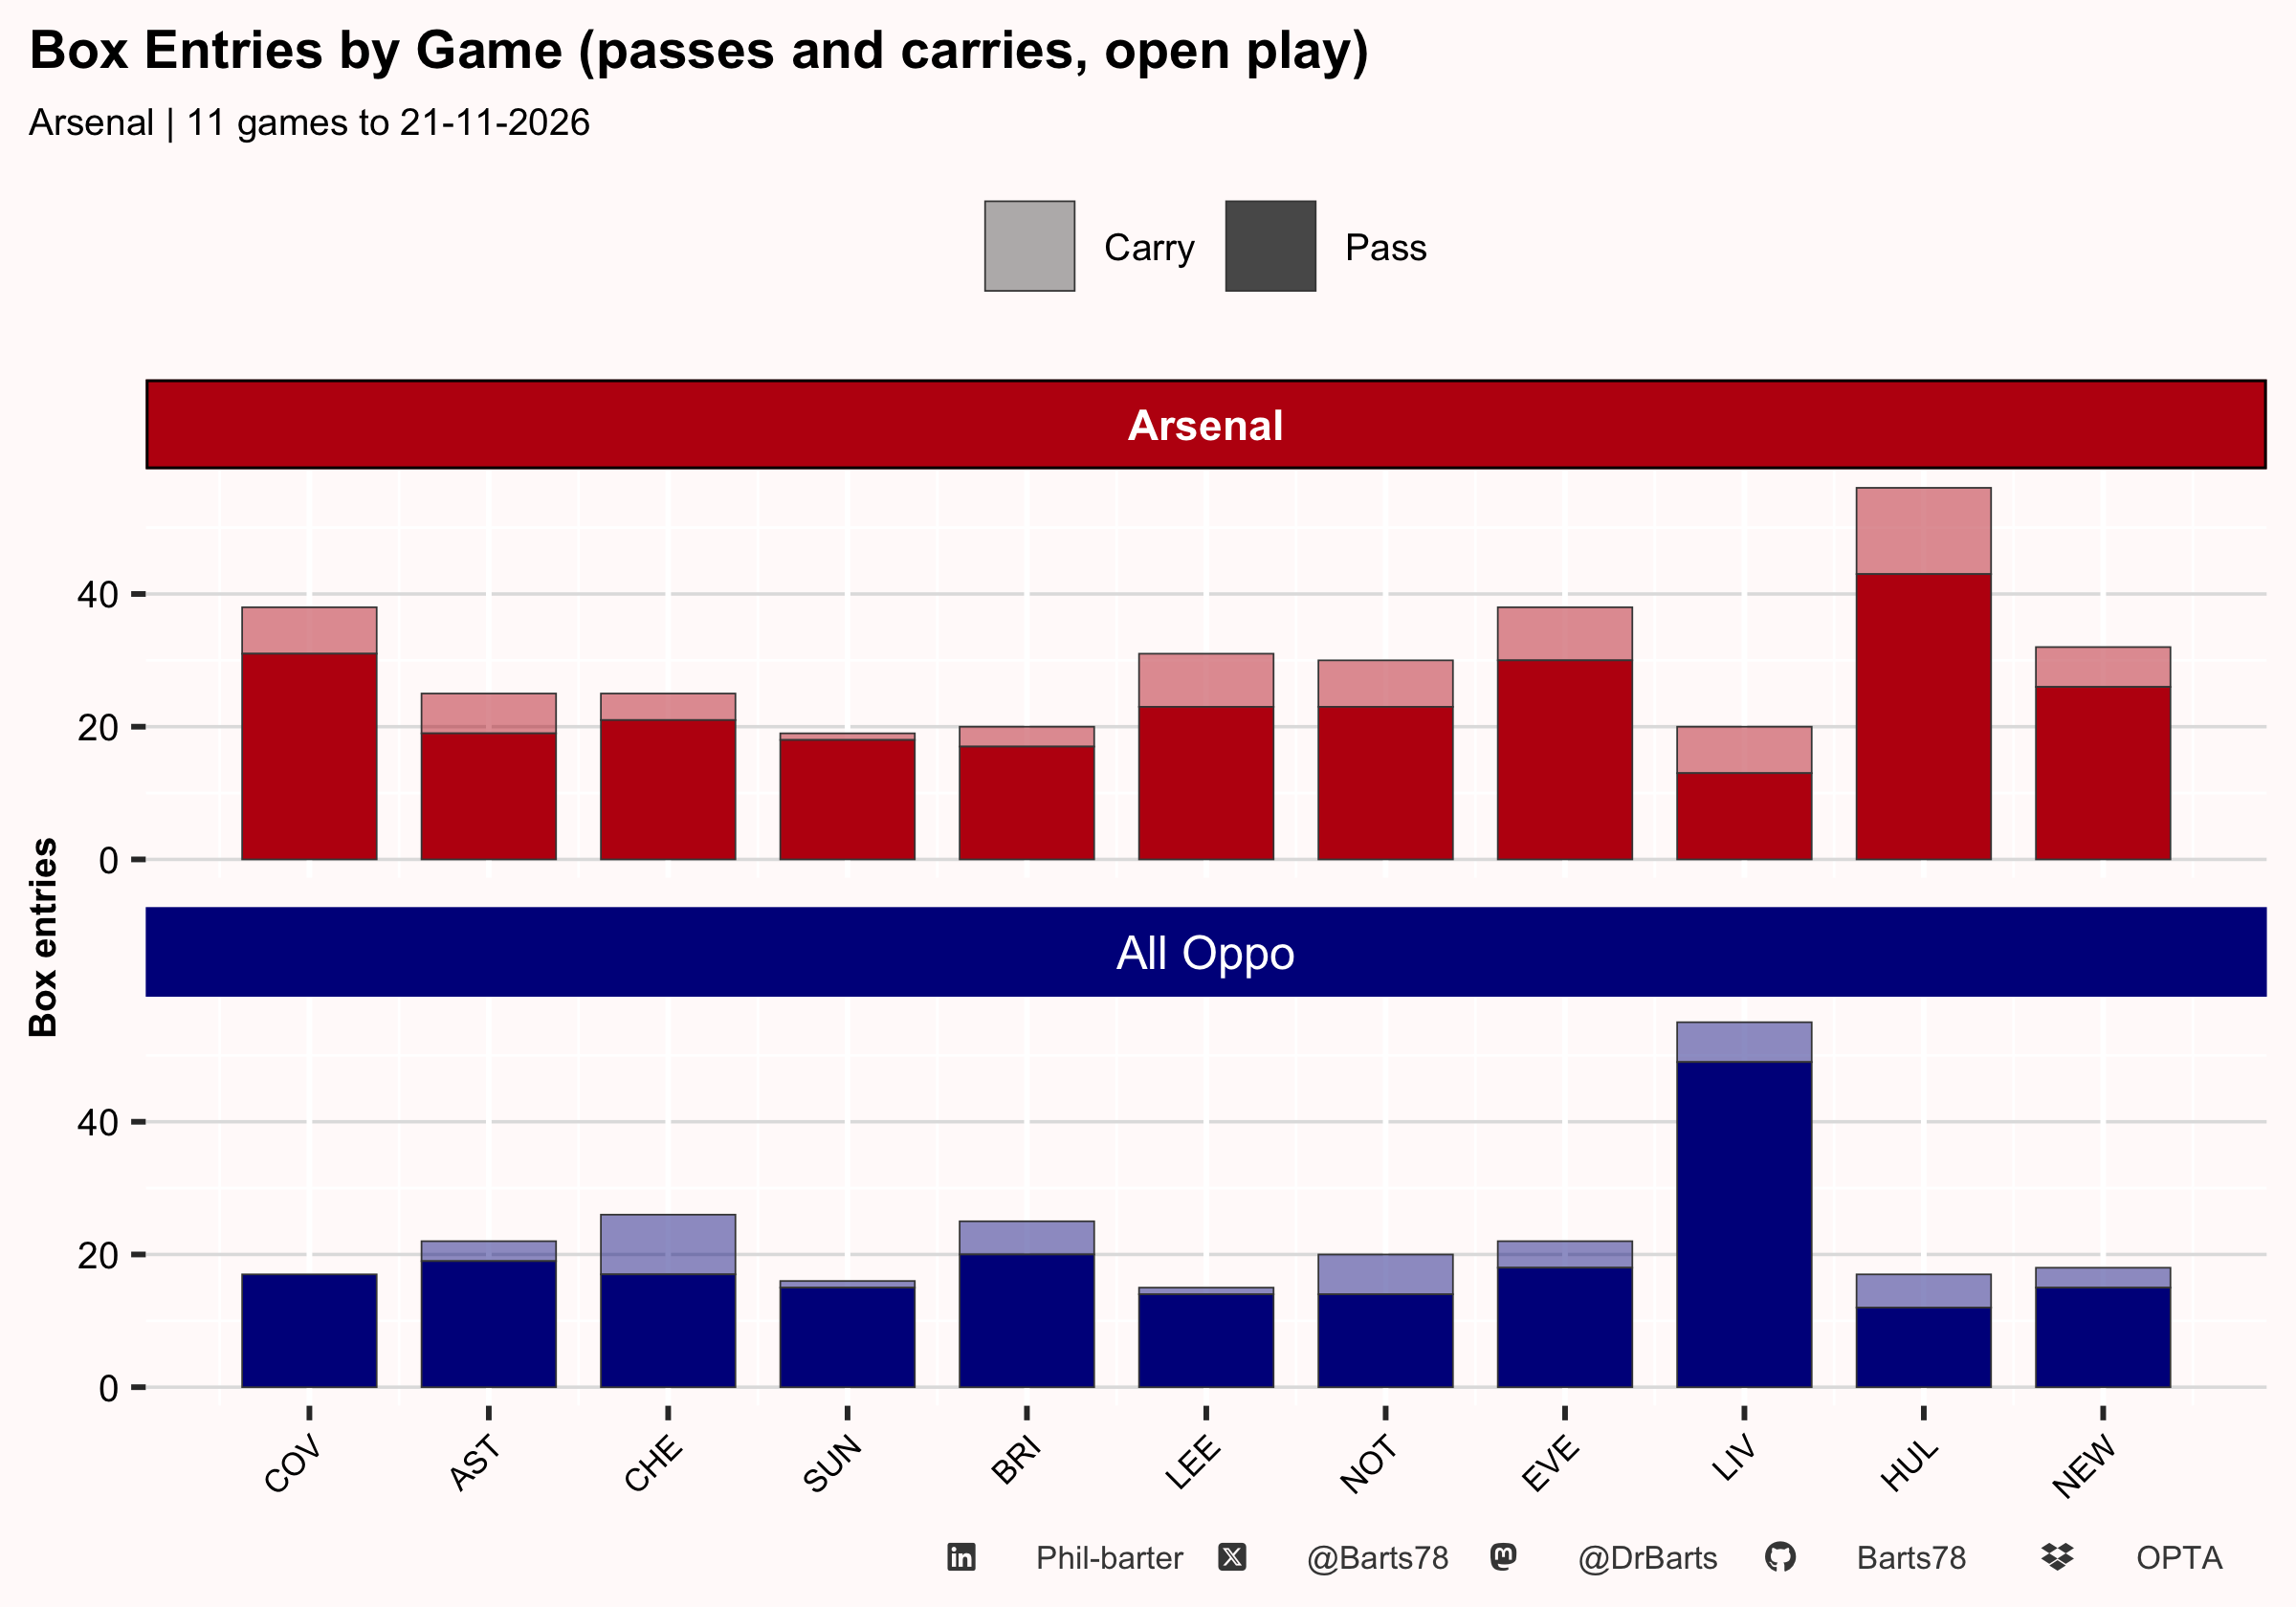 Box Entries by Game (passes and carries, open play)
Arsenal | 11 games to 21-11-2026
Carry Pass
Arsenal
40
20
0
Box entries
All Oppo
40
20
0
COV AST CHE SUN BRI LEE NOT EVE LIV HUL NEW
Phil-barter @Barts78 @DrBarts Barts78 OPTA